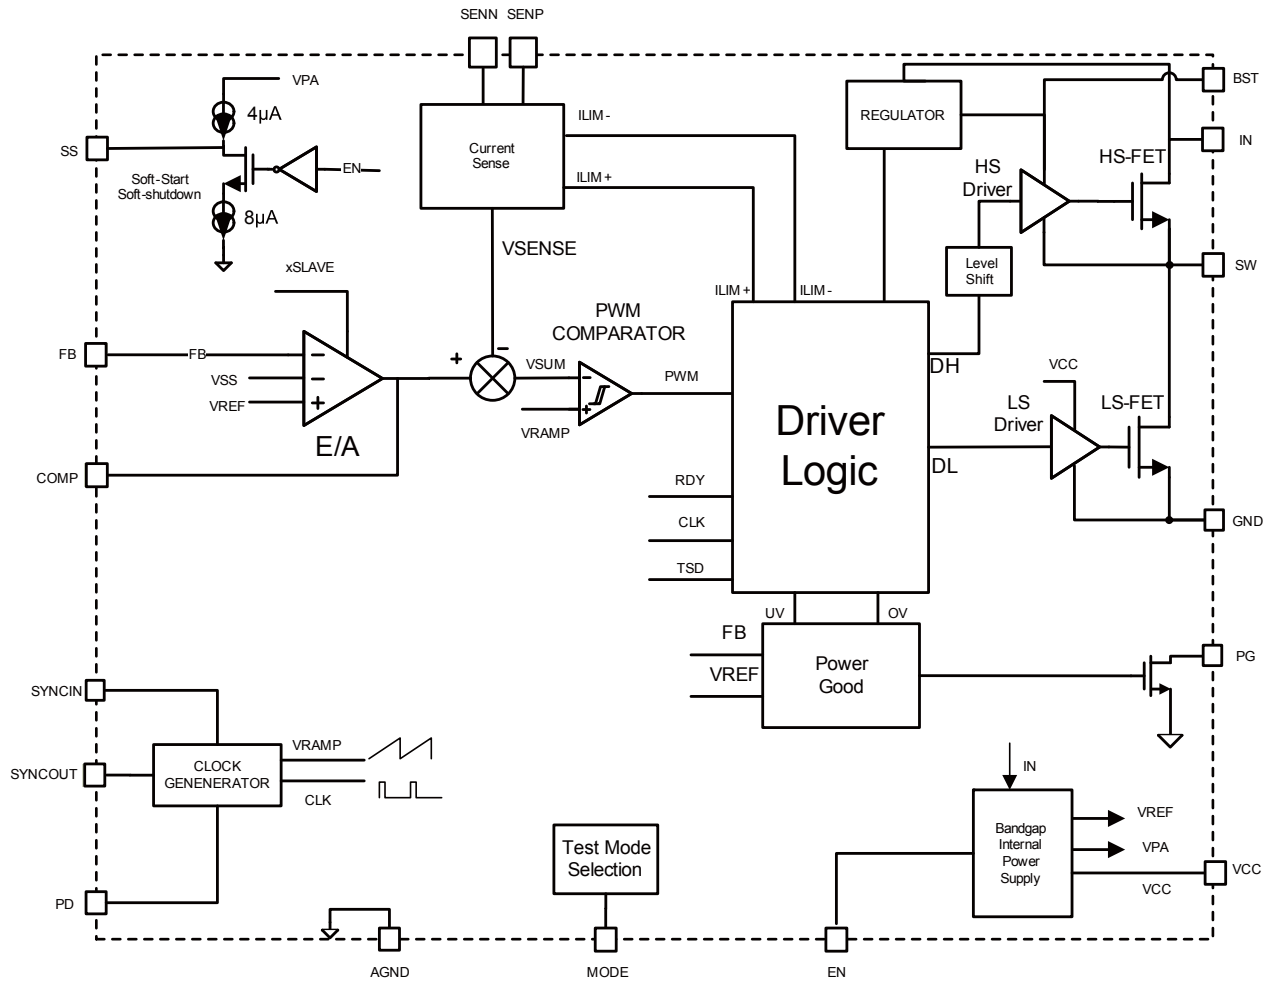 SENN SENP
VPA
4µA
SS
EN
Soft-Start
Soft-shutdown
8µA
Current
Sense
ILIM -
ILIM +
VSENSE
REGULATOR
BST
IN
HS-FET
HS
Driver
Level
Shift
SW
xSLAVE
FB
FB
VSS
VREF
E/A
COMP
+
−
VSUM
PWM
COMPARATOR
VRAMP
PWM
ILIM +
ILIM -
Driver
Logic
DH
DL
RDY
CLK
TSD
UV
OV
VCC
LS
Driver
LS-FET
GND
FB
VREF
Power
Good
PG
SYNCIN
SYNCOUT
CLOCK
GENENERATOR
VRAMP
CLK
PD
AGND
Test Mode
Selection
MODE
EN
IN
Bandgap
Internal
Power
Supply
VREF
VPA
VCC
VCC